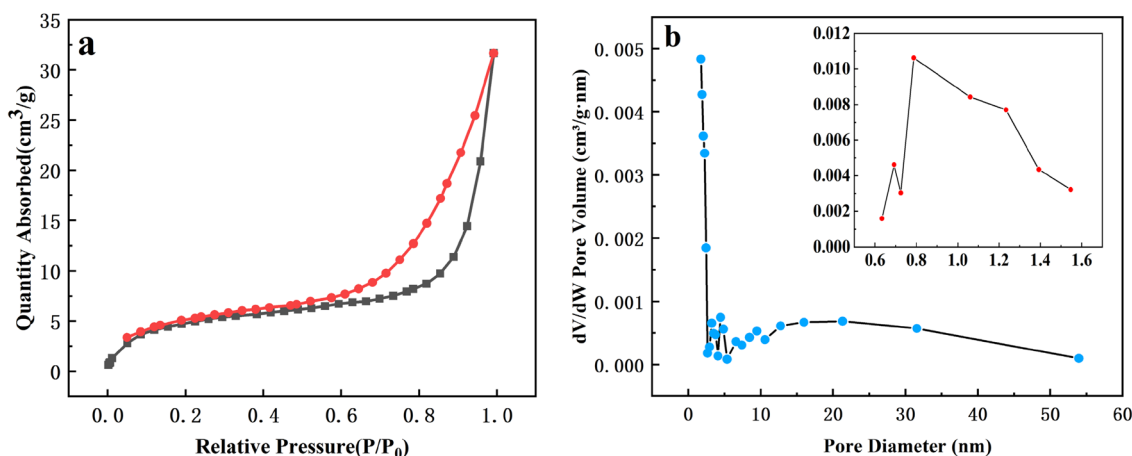 a
35
30
25
20
15
10
5
0
0.0 0.2 0.4 0.6 0.8 1.0
Quantity Absorbed(cm³/g)
Relative Pressure(P/P₀)
b
0.005
0.004
0.003
0.002
0.001
0.000
0 10 20 30 40 50 60
dV/dW Pore Volume (cm³/g·nm)
Pore Diameter (nm)
0.012
0.010
0.008
0.006
0.004
0.002
0.000
0.6 0.8 1.0 1.2 1.4 1.6